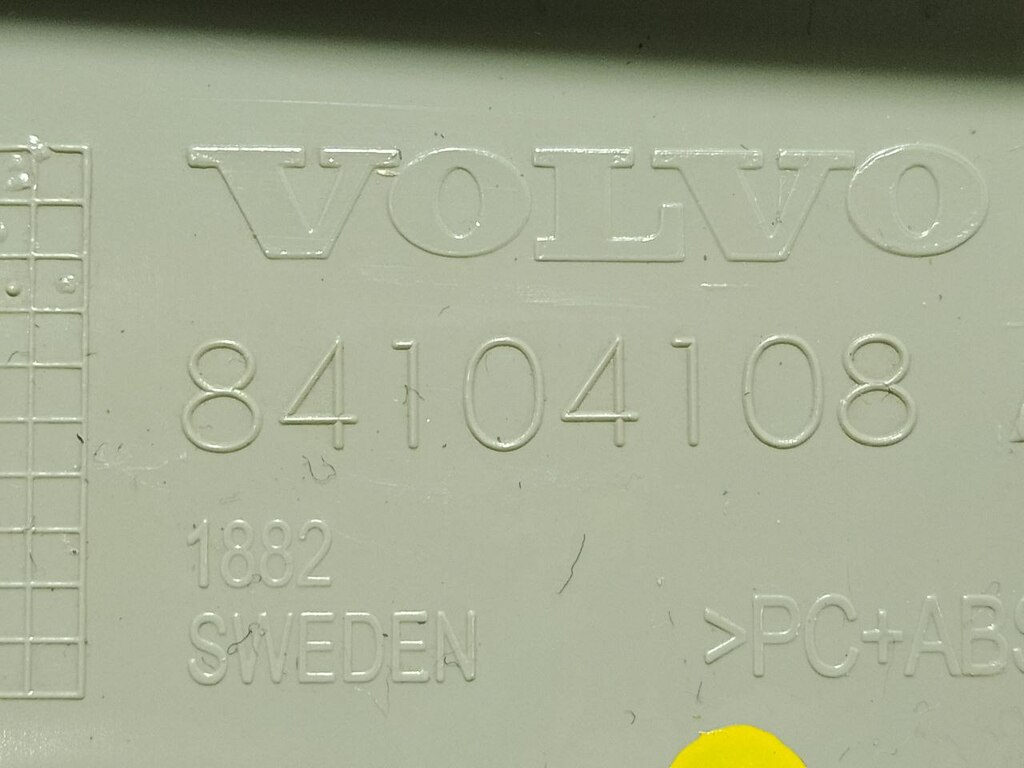 VOLVO
84104108
1882
SWEDEN
>PC+ABS